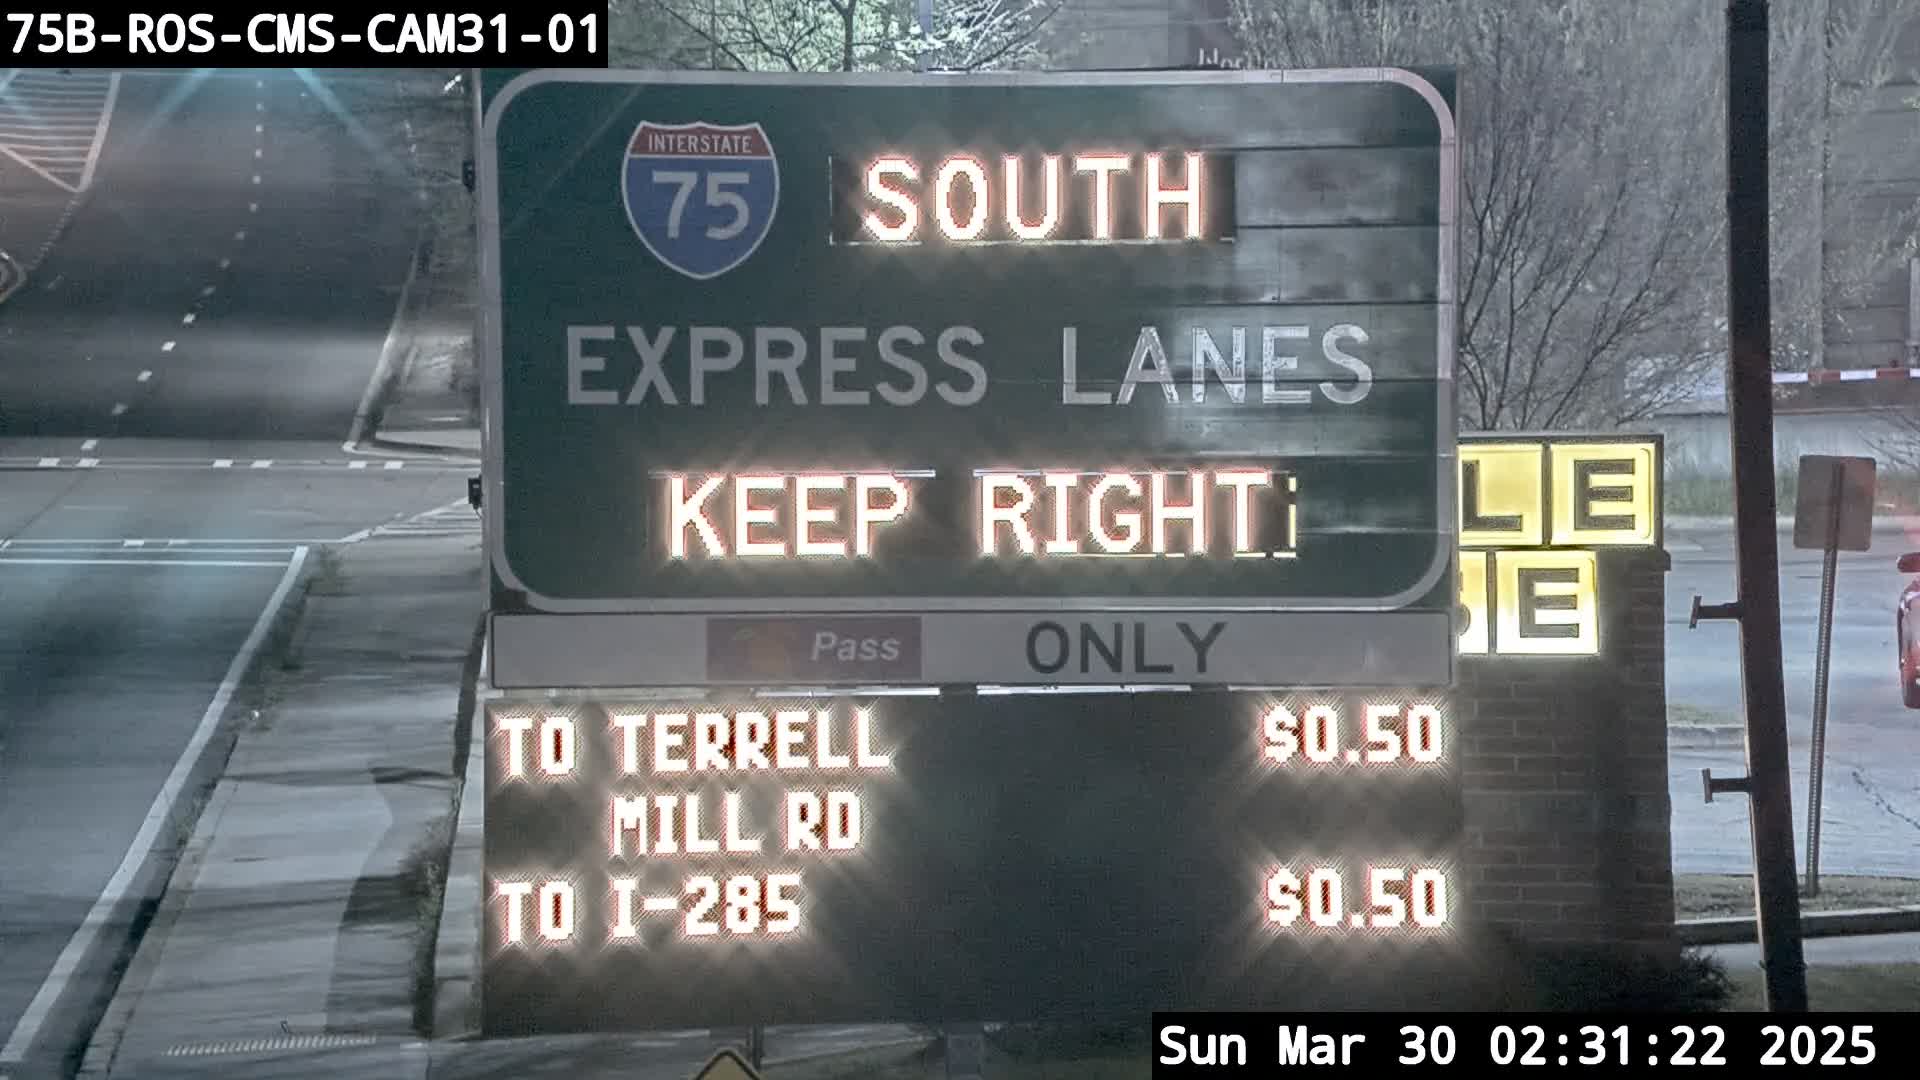 75B-ROS-CMS-CAM31-01
INTERSTATE
75
SOUTH
EXPRESS LANES
KEEP RIGHT
Pass ONLY
TO TERRELL $0.50
MILL RD
TO I-285 $0.50
LE
E
Sun Mar 30 02:31:22 2025